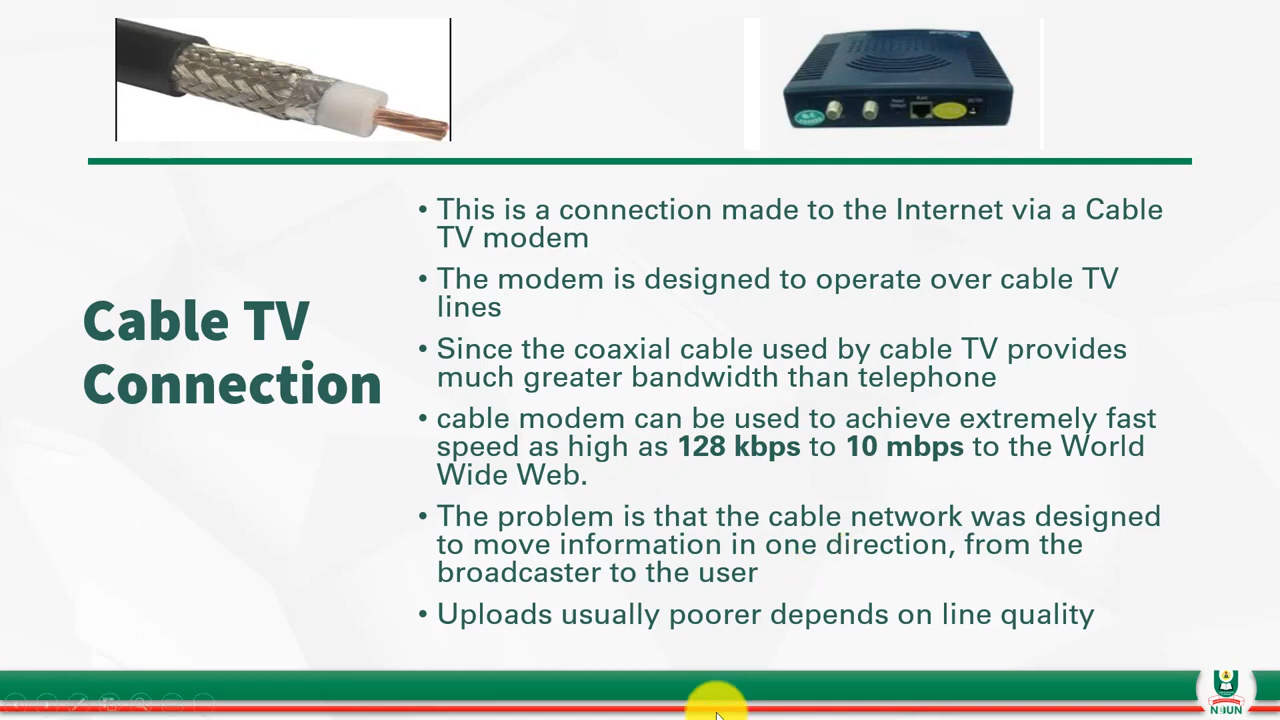 Cable TV
Connection
• This is a connection made to the Internet via a Cable
TV modem
• The modem is designed to operate over cable TV
lines
• Since the coaxial cable used by cable TV provides
much greater bandwidth than telephone
• cable modem can be used to achieve extremely fast
speed as high as 128 kbps to 10 mbps to the World
Wide Web.
• The problem is that the cable network was designed
to move information in one direction, from the
broadcaster to the user
• Uploads usually poorer depends on line quality